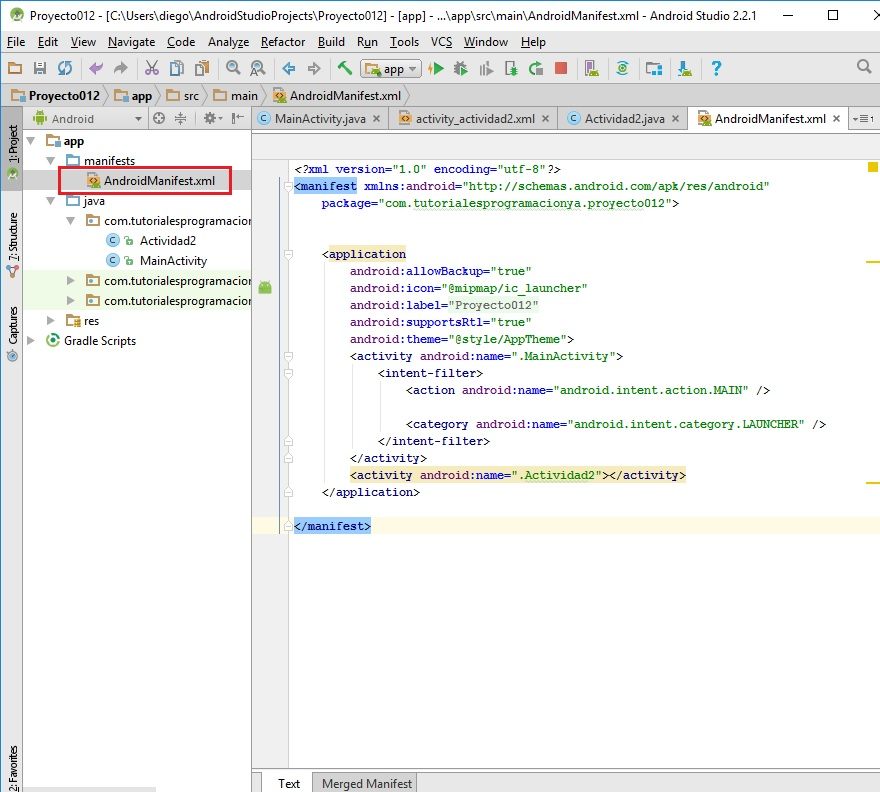 Proyecto012 - [C:\Users\diego\AndroidStudioProjects\Proyecto012] - [app] - ...\app\src\main\AndroidManifest.xml - Android Studio 2.2.1
File Edit View Navigate Code Analyze Refactor Build Run Tools VCS Window Help
app
Proyecto012 app src main AndroidManifest.xml
Android
MainActivity.java activity_actividad2.xml Actividad2.java AndroidManifest.xml
1: Project
7: Structure
Captures
2: Favorites
app
manifests
AndroidManifest.xml
java
com.tutorialesprogramacion
Actividad2
MainActivity
com.tutorialesprogramacion
com.tutorialesprogramacion
res
Gradle Scripts
<?xml version="1.0" encoding="utf-8"?>
<manifest xmlns:android="http://schemas.android.com/apk/res/android"
package="com.tutorialesprogramacionya.proyecto012">
<application
android:allowBackup="true"
android:icon="@mipmap/ic_launcher"
android:label="Proyecto012"
android:supportsRtl="true"
android:theme="@style/AppTheme">
<activity android:name=".MainActivity">
<intent-filter>
<action android:name="android.intent.action.MAIN" />
<category android:name="android.intent.category.LAUNCHER" />
</intent-filter>
</activity>
<activity android:name=".Actividad2"></activity>
</application>
</manifest>
Text Merged Manifest